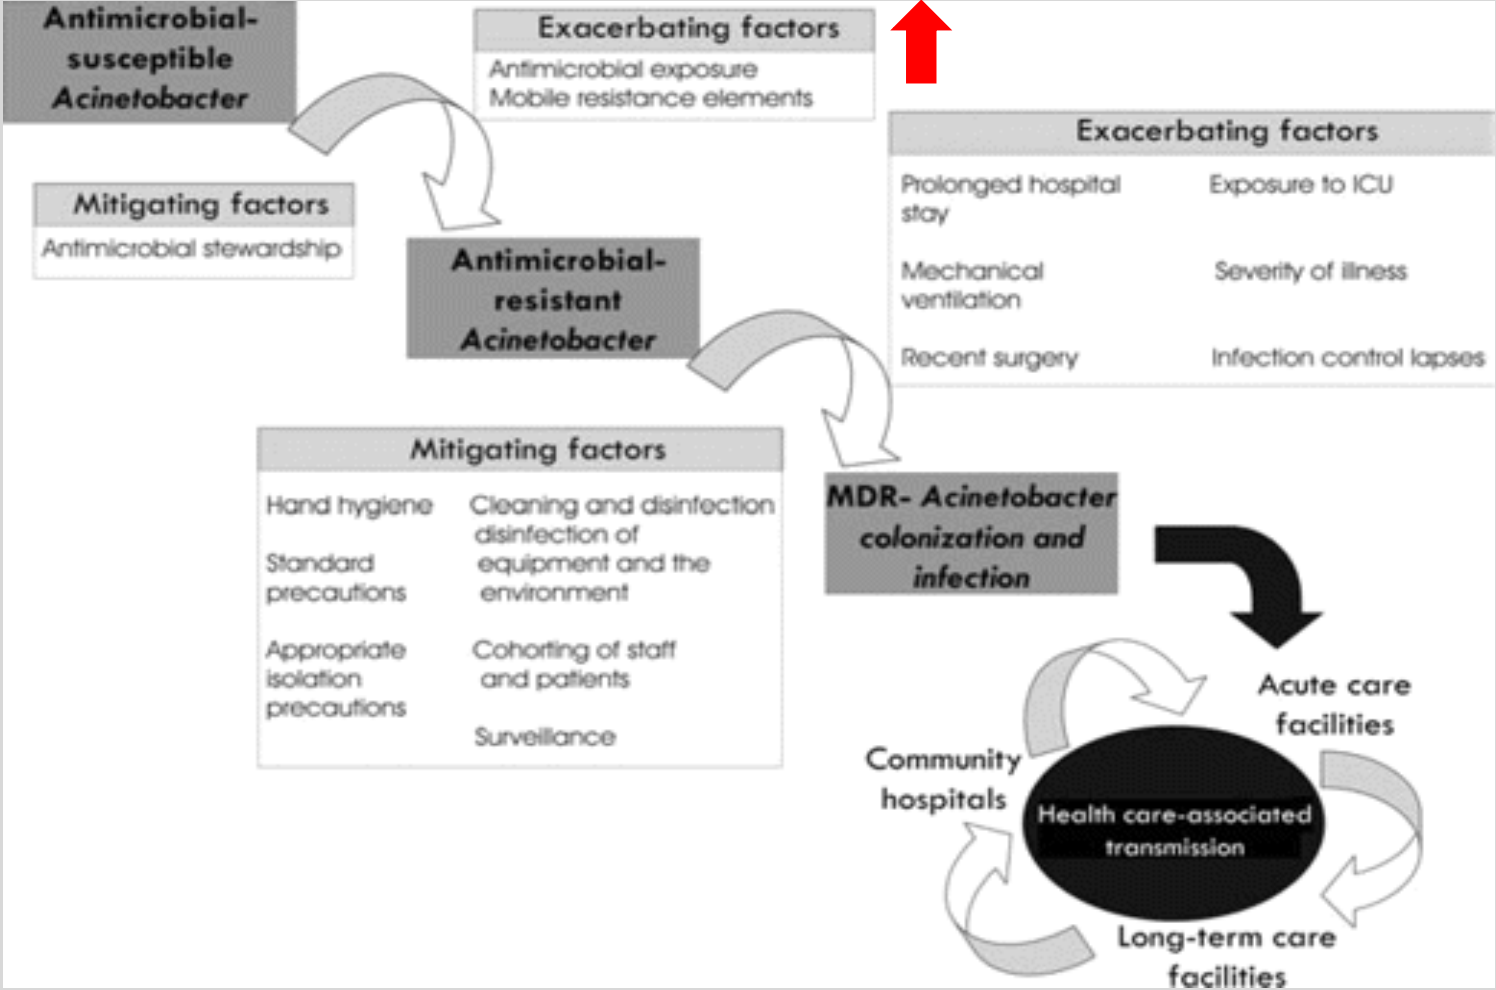 Antimicrobial-
susceptible
Acinetobacter
Exacerbating factors
Antimicrobial exposure
Mobile resistance elements
Mitigating factors
Antimicrobial stewardship
Exacerbating factors
Prolonged hospital
stay
Exposure to ICU
Mechanical
ventilation
Severity of illness
Recent surgery
Infection control lapses
Antimicrobial-
resistant
Acinetobacter
Mitigating factors
Hand hygiene
Standard
precautions
Appropriate
isolation
precautions
Cleaning and disinfection
disinfection of
equipment and the
environment
Cohorting of staff
and patients
Surveillance
MDR- Acinetobacter
colonization and
infection
Acute care
facilities
Community
hospitals
Health care-associated
transmission
Long-term care
facilities